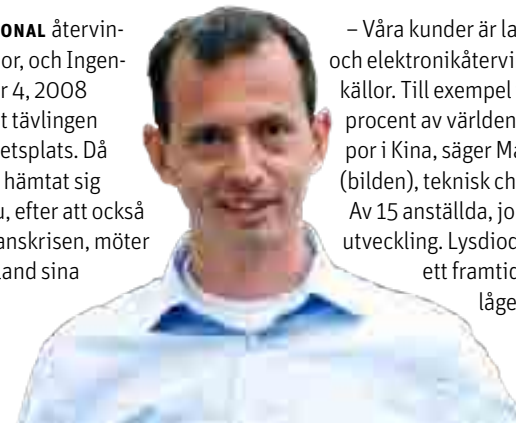 ONAL återvin-
or, och Ingen-
r 4, 2008
t tävlingen
etsplats. Då
hämtat sig
u, efter att också
anskrisen, möter
land sina
– Våra kunder är la
och elektronikåtervi
källor. Till exempel
procent av världen
por i Kina, säger Ma
(bilden), teknisk ch
Av 15 anställda, jo
utveckling. Lysdiod
ett framtid
låge